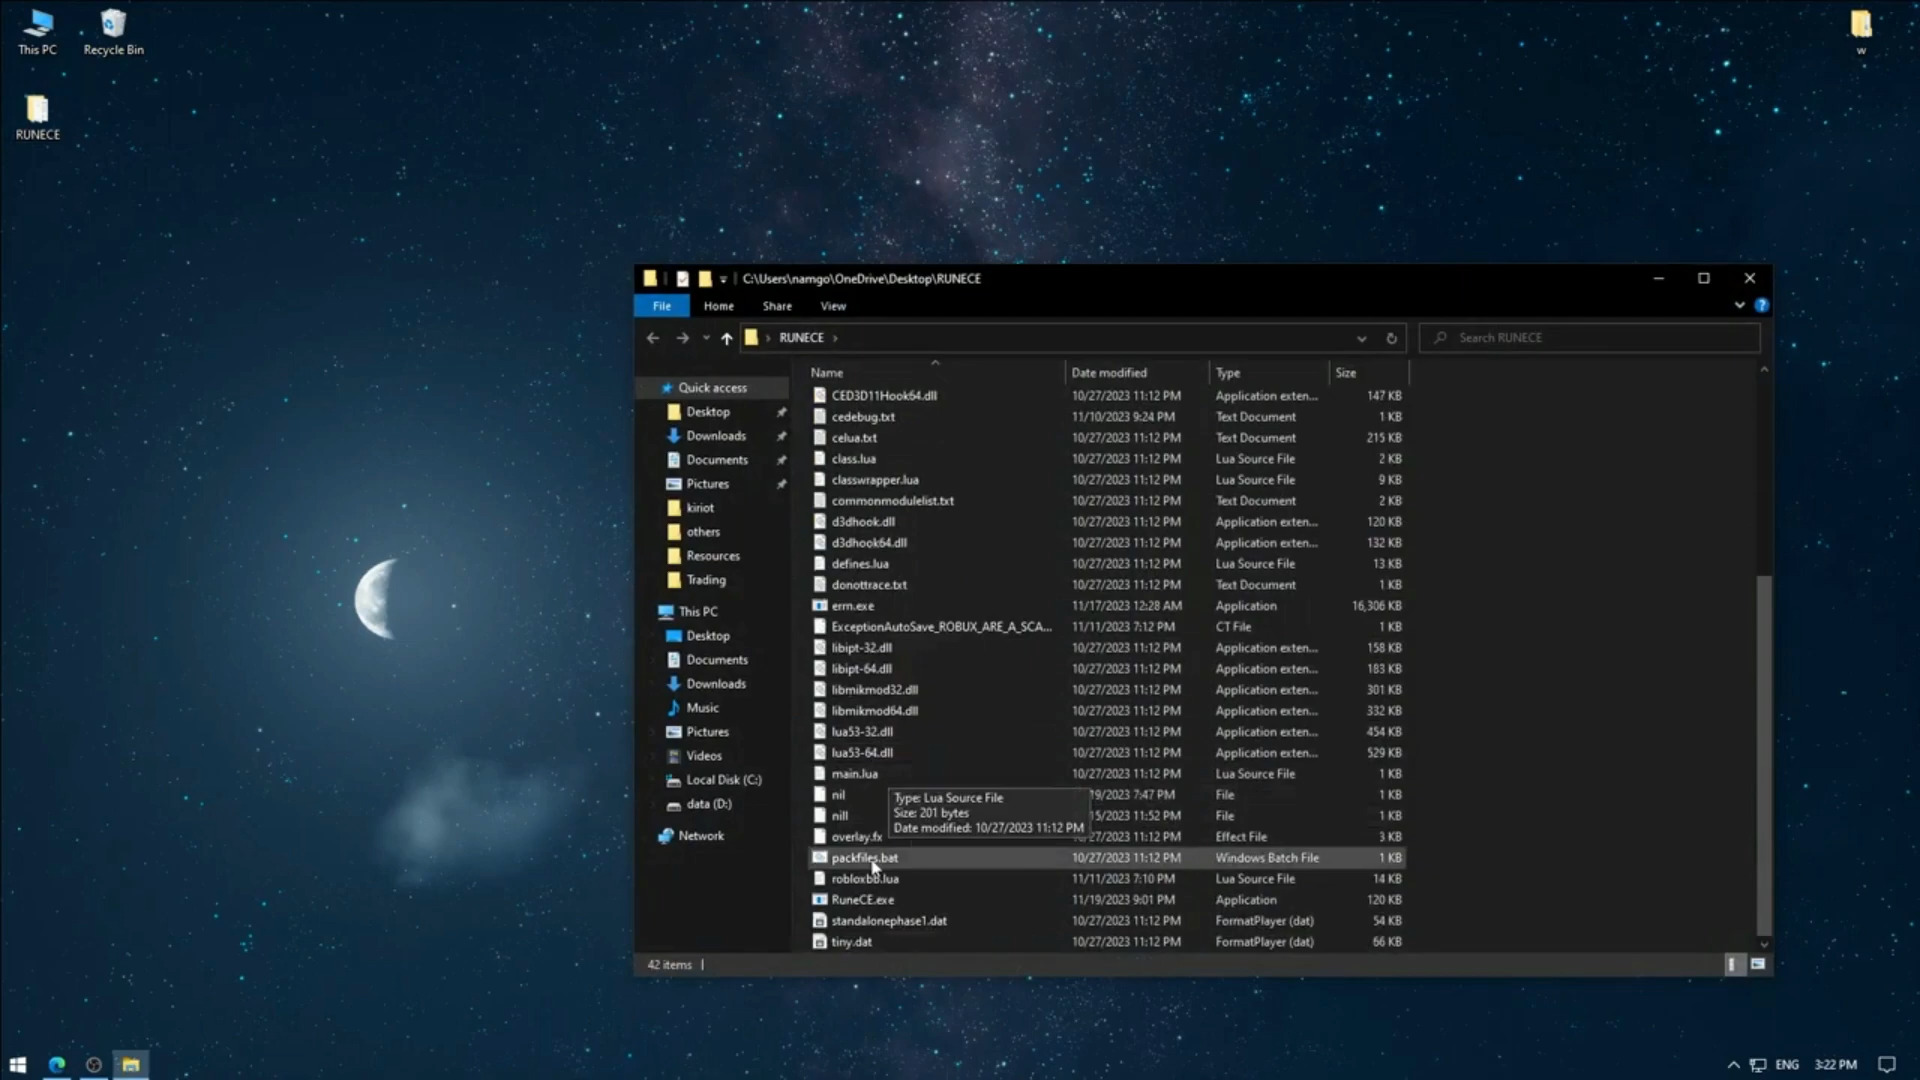 This PC
Recycle Bin
w
RUNECE
C:\Users\namgo\OneDrive\Desktop\RUNECE
File Home Share View
RUNECE
Search RUNECE
Name Date modified Type Size
Quick access
Desktop
Downloads
Documents
Pictures
kiriot
others
Resources
Trading
This PC
Desktop
Documents
Downloads
Music
Pictures
Videos
Local Disk (C:)
data (D:)
Network
CED3D11Hook64.dll 10/27/2023 11:12 PM Application exten... 147 KB
cedebug.txt 11/10/2023 9:24 PM Text Document 1 KB
celua.txt 10/27/2023 11:12 PM Text Document 215 KB
class.lua 10/27/2023 11:12 PM Lua Source File 2 KB
classwrapper.lua 10/27/2023 11:12 PM Lua Source File 9 KB
commonmodulelist.txt 10/27/2023 11:12 PM Text Document 2 KB
d3dhook.dll 10/27/2023 11:12 PM Application exten... 120 KB
d3dhook64.dll 10/27/2023 11:12 PM Application exten... 132 KB
defines.lua 10/27/2023 11:12 PM Lua Source File 13 KB
donottrace.txt 10/27/2023 11:12 PM Text Document 1 KB
erm.exe 11/17/2023 12:28 AM Application 16,306 KB
ExceptionAutoSave_ROBUX_ARE_A_SCA... 11/11/2023 7:12 PM CT File 1 KB
libipt-32.dll 10/27/2023 11:12 PM Application exten... 158 KB
libipt-64.dll 10/27/2023 11:12 PM Application exten... 183 KB
libmikmod32.dll 10/27/2023 11:12 PM Application exten... 301 KB
libmikmod64.dll 10/27/2023 11:12 PM Application exten... 332 KB
lua53-32.dll 10/27/2023 11:12 PM Application exten... 454 KB
lua53-64.dll 10/27/2023 11:12 PM Application exten... 529 KB
main.lua 10/27/2023 11:12 PM Lua Source File 1 KB
nil 19/2023 7:47 PM File 1 KB
nill 15/2023 11:52 PM File 1 KB
overlay.fx 27/2023 11:12 PM Effect File 3 KB
Type: Lua Source File
Size: 201 bytes
Date modified: 10/27/2023 11:12 PM
packfiles.bat 10/27/2023 11:12 PM Windows Batch File 1 KB
robloxbb.lua 11/11/2023 7:10 PM Lua Source File 14 KB
RuneCE.exe 11/19/2023 9:01 PM Application 120 KB
standalonephase1.dat 10/27/2023 11:12 PM FormatPlayer (dat) 54 KB
tiny.dat 10/27/2023 11:12 PM FormatPlayer (dat) 66 KB
42 items
ENG 3:22 PM